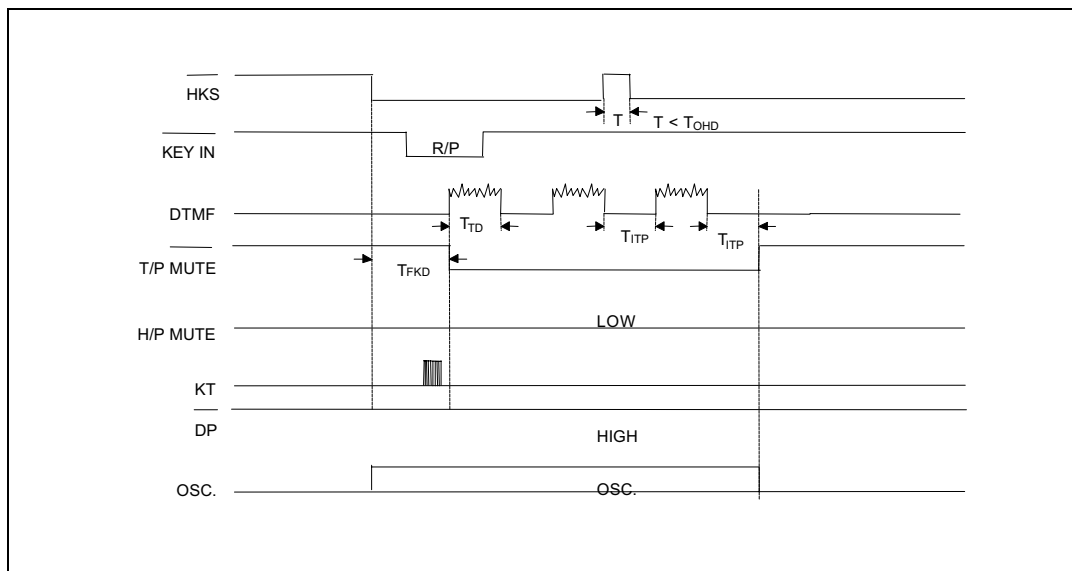 HKS
T T < TOHD
KEY IN
R/P
DTMF
TTD
TITP
TITP
T/P MUTE
TFKD
H/P MUTE
LOW
KT
DP
HIGH
OSC.
OSC.